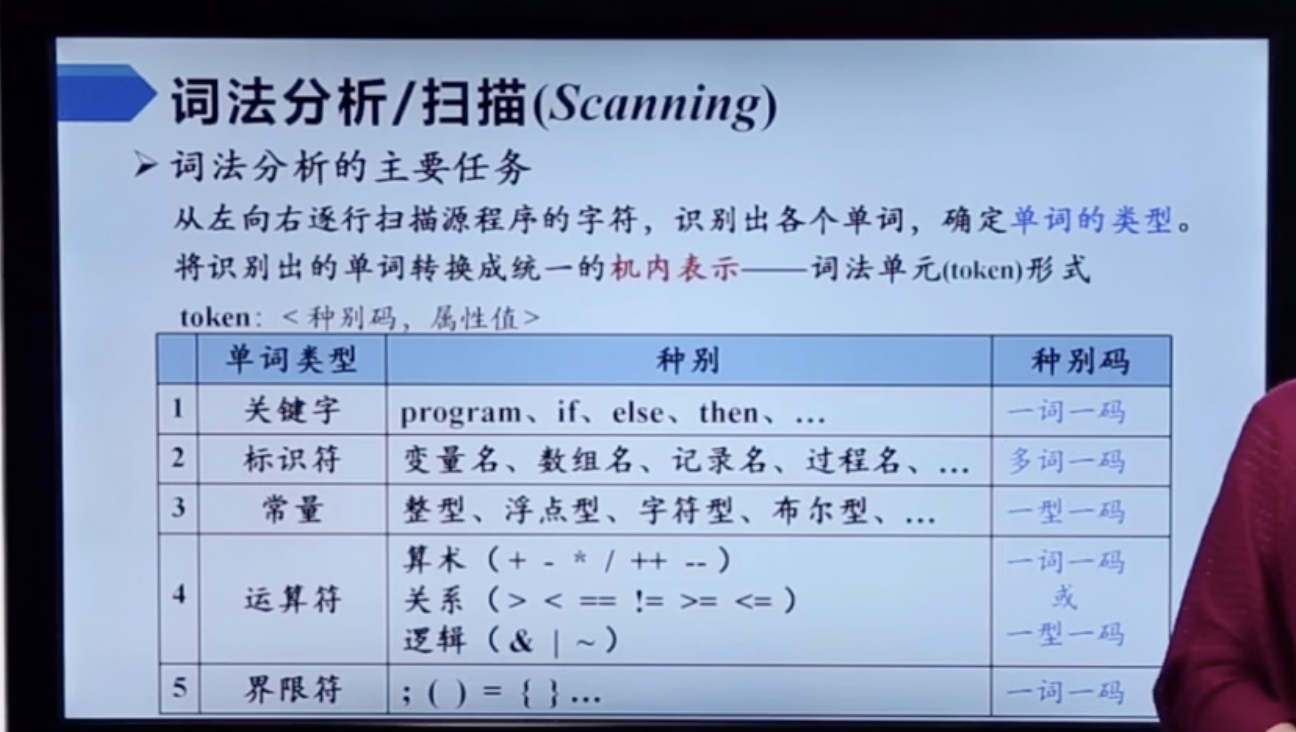 词法分析/扫描(Scanning)
词法分析的主要任务
从左向右逐行扫描源程序的字符，识别出各个单词，确定单词的类型。
将识别出的单词转换成统一的机内表示——词法单元(token)形式
token：<种别码，属性值>
单词类型 种别 种别码
1 关键字 program、if、else、then、… 一词一码
2 标识符 变量名、数组名、记录名、过程名、… 多词一码
3 常量 整型、浮点型、字符型、布尔型、… 一型一码
4 运算符 算术（+ - * / ++ --）
关系（> < == != >= <=）
逻辑（& | ~） 一词一码
或
一型一码
5 界限符 ; ( ) = { } … 一词一码